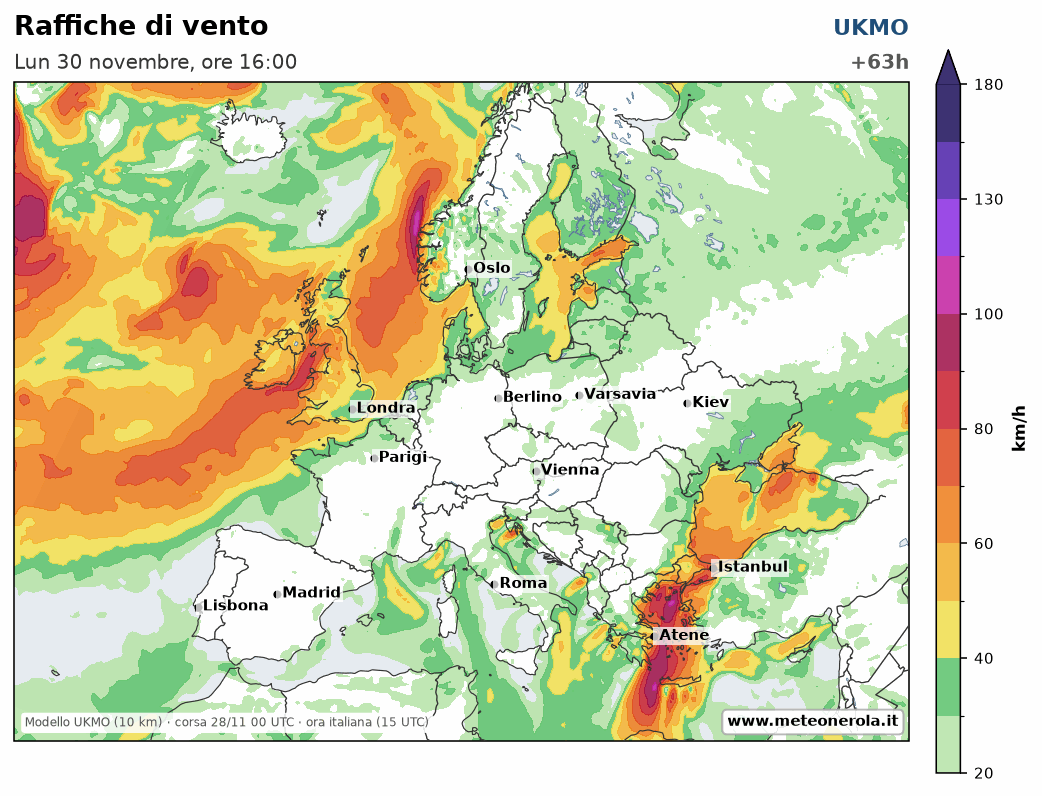 Raffiche di vento
UKMO
Lun 30 novembre, ore 16:00
+63h
180
130
100
80
60
40
20
km/h
Oslo
Londra
Berlino
Varsavia
Kiev
Parigi
Vienna
Istanbul
Roma
Madrid
Lisbona
Atene
Modello UKMO (10 km) · corsa 28/11 00 UTC · ora italiana (15 UTC)
www.meteonerola.it